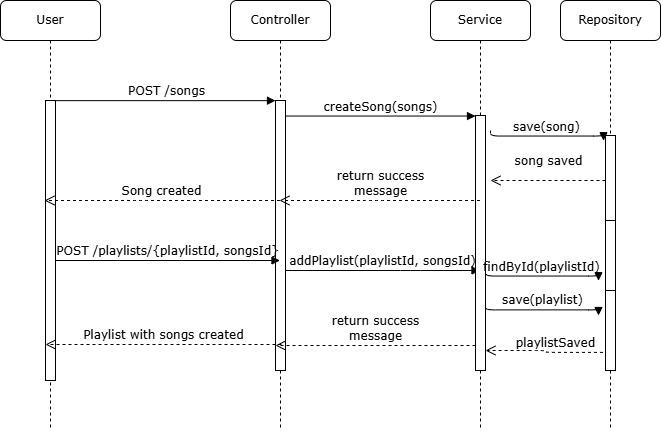 User
Controller
Service
Repository
POST /songs
createSong(songs)
save(song)
song saved
return success
message
Song created
POST /playlists/{playlistId, songsId}
addPlaylist(playlistId, songsId)
findById(playlistId)
save(playlist)
return success
message
Playlist with songs created
playlistSaved